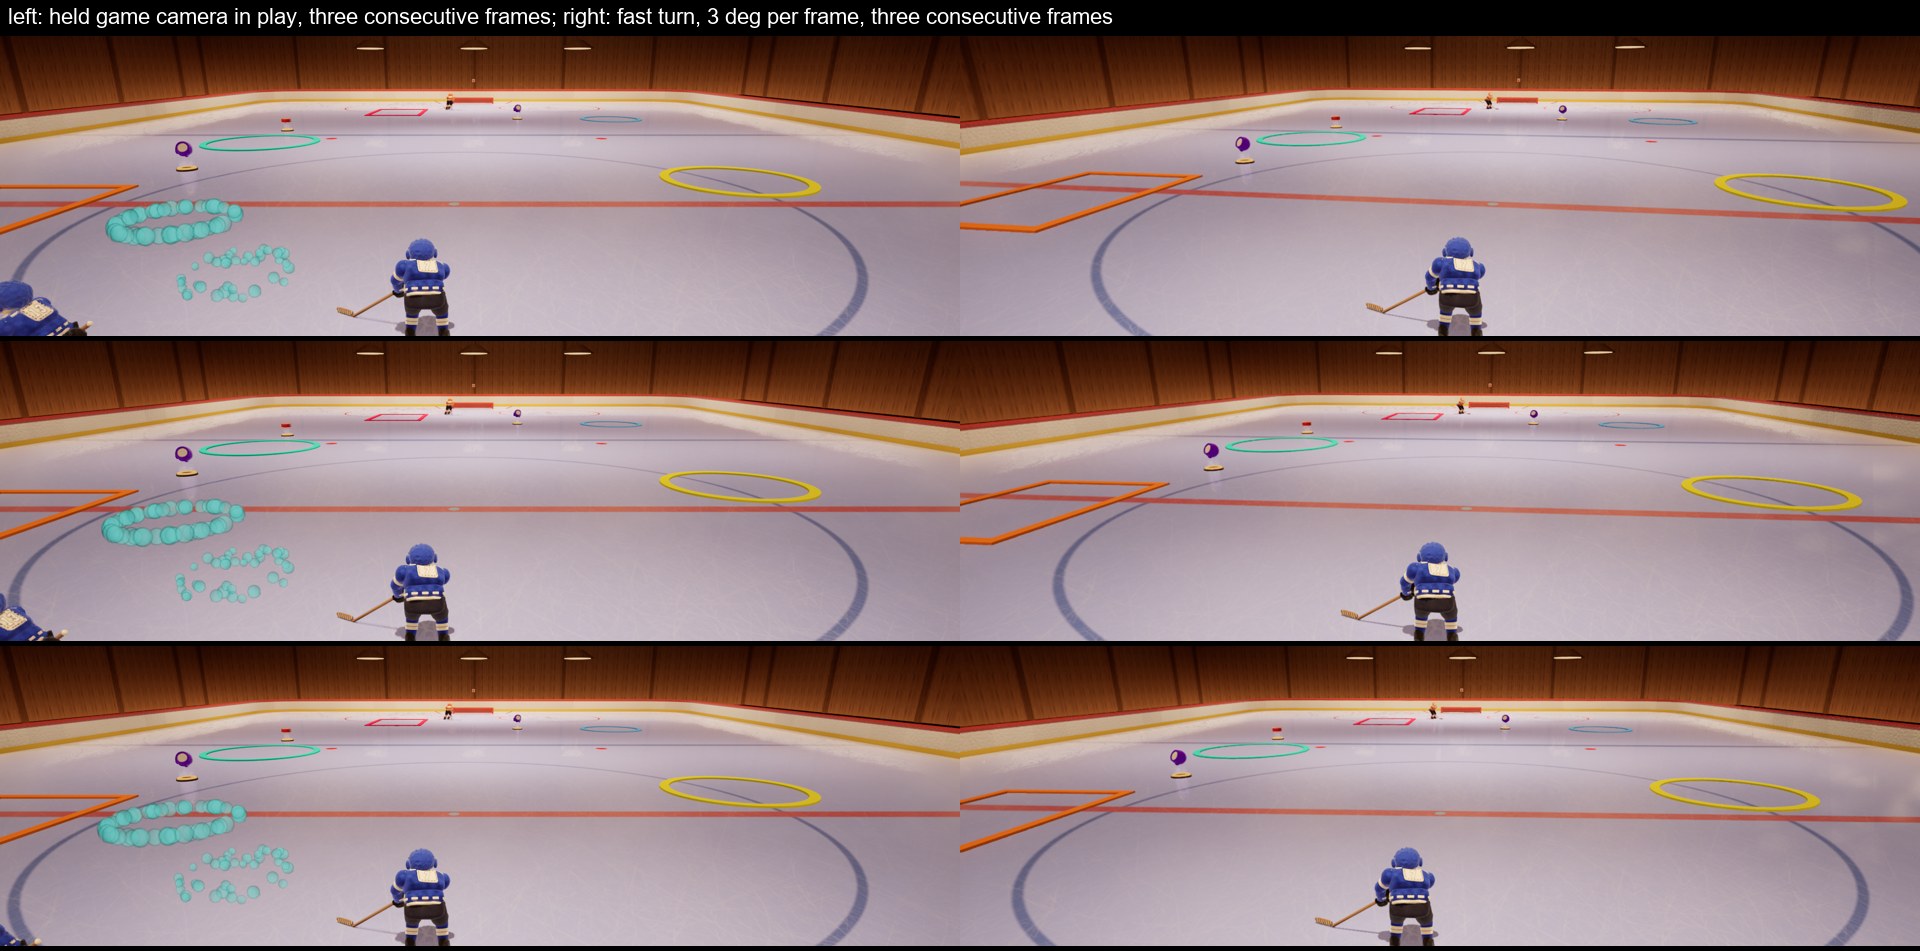 left: held game camera in play, three consecutive frames; right: fast turn, 3 deg per frame, three consecutive frames